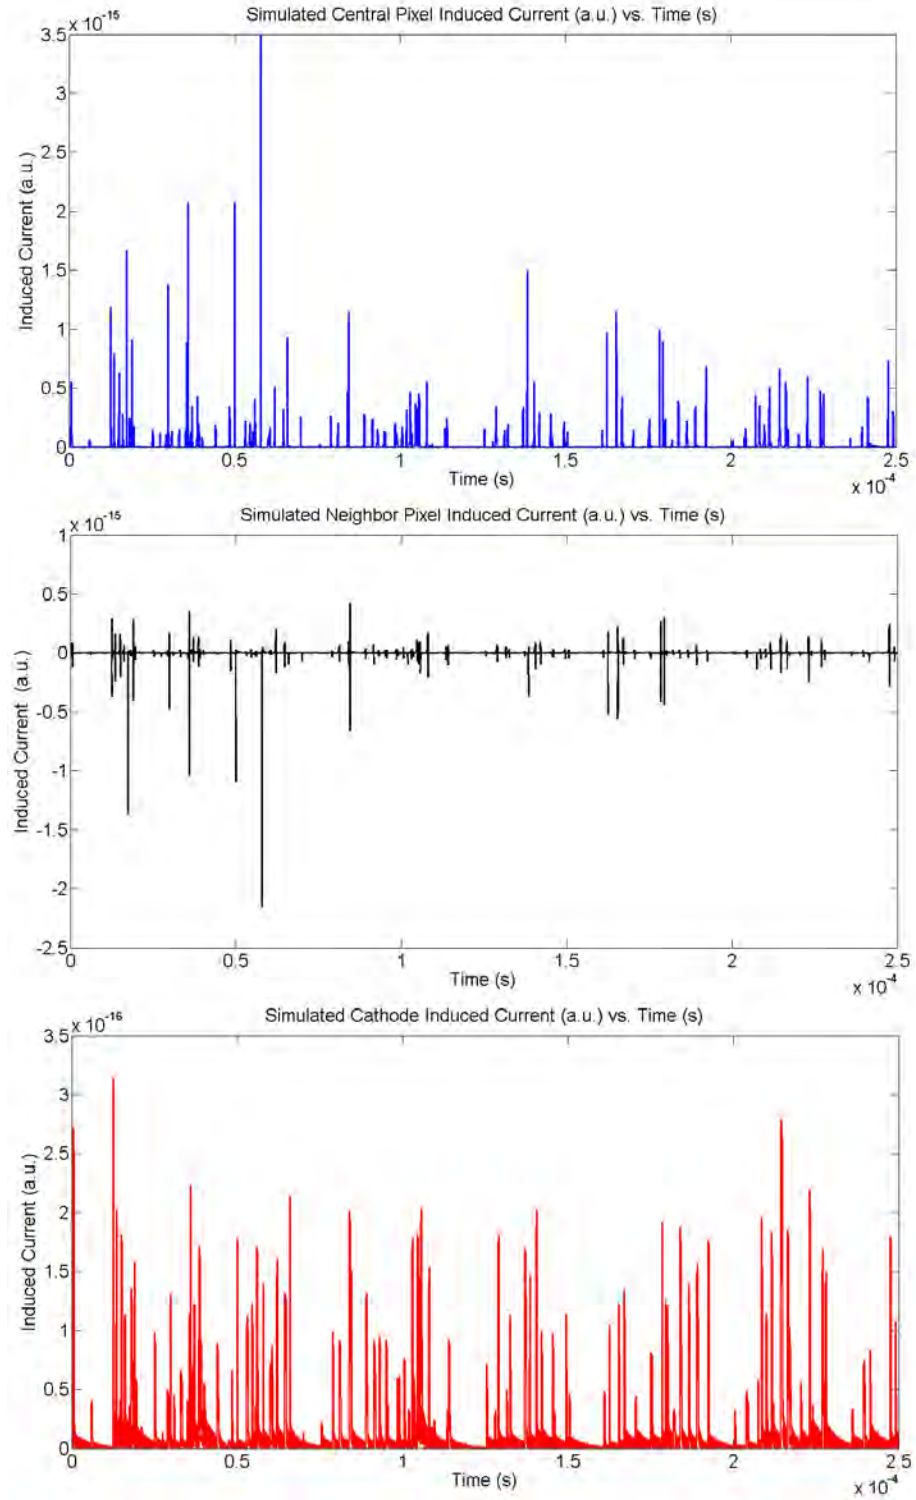 Simulated Central Pixel Induced Current (a.u.) vs. Time (s)
x 10⁻¹⁵
3.5
3
2.5
2
1.5
1
0.5
0
Induced Current (a.u.)
0 0.5 1 1.5 2 2.5
Time (s)
x 10⁻⁴
Simulated Neighbor Pixel Induced Current (a.u.) vs. Time (s)
x 10⁻¹⁵
1
0.5
0
-0.5
-1
-1.5
-2
-2.5
Induced Current (a.u.)
0 0.5 1 1.5 2 2.5
Time (s)
x 10⁻⁴
Simulated Cathode Induced Current (a.u.) vs. Time (s)
x 10⁻¹⁶
3.5
3
2.5
2
1.5
1
0.5
0
Induced Current (a.u.)
0 0.5 1 1.5 2 2.5
Time (s)
x 10⁻⁴